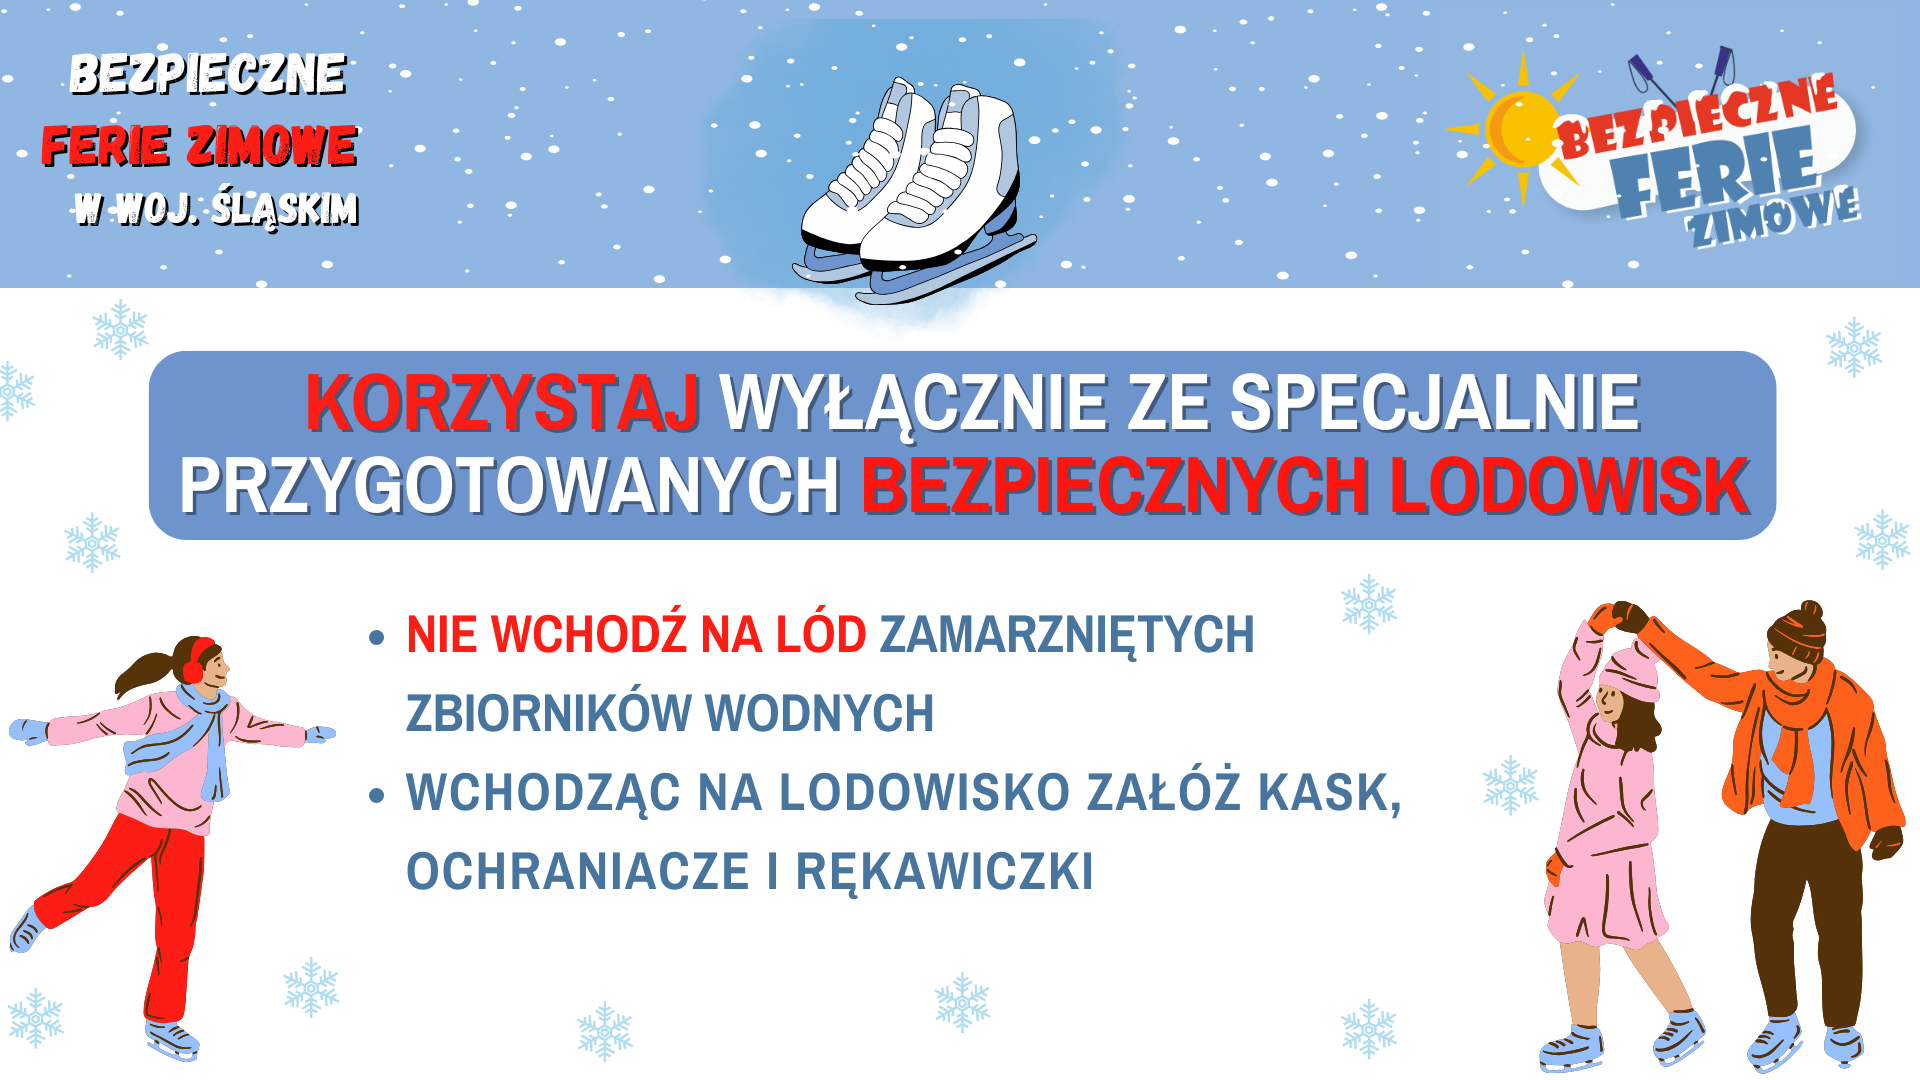 BEZPIECZNE
FERIE ZIMOWE
W WOJ. ŚLĄSKIM
BEZPIECZNE
FERIE
ZIMOWE
KORZYSTAJ WYŁĄCZNIE ZE SPECJALNIE
PRZYGOTOWANYCH BEZPIECZNYCH LODOWISK
• NIE WCHODŹ NA LÓD ZAMARZNIĘTYCH
ZBIORNIKÓW WODNYCH
• WCHODZĄC NA LODOWISKO ZAŁÓŻ KASK,
OCHRANIACZE I RĘKAWICZKI